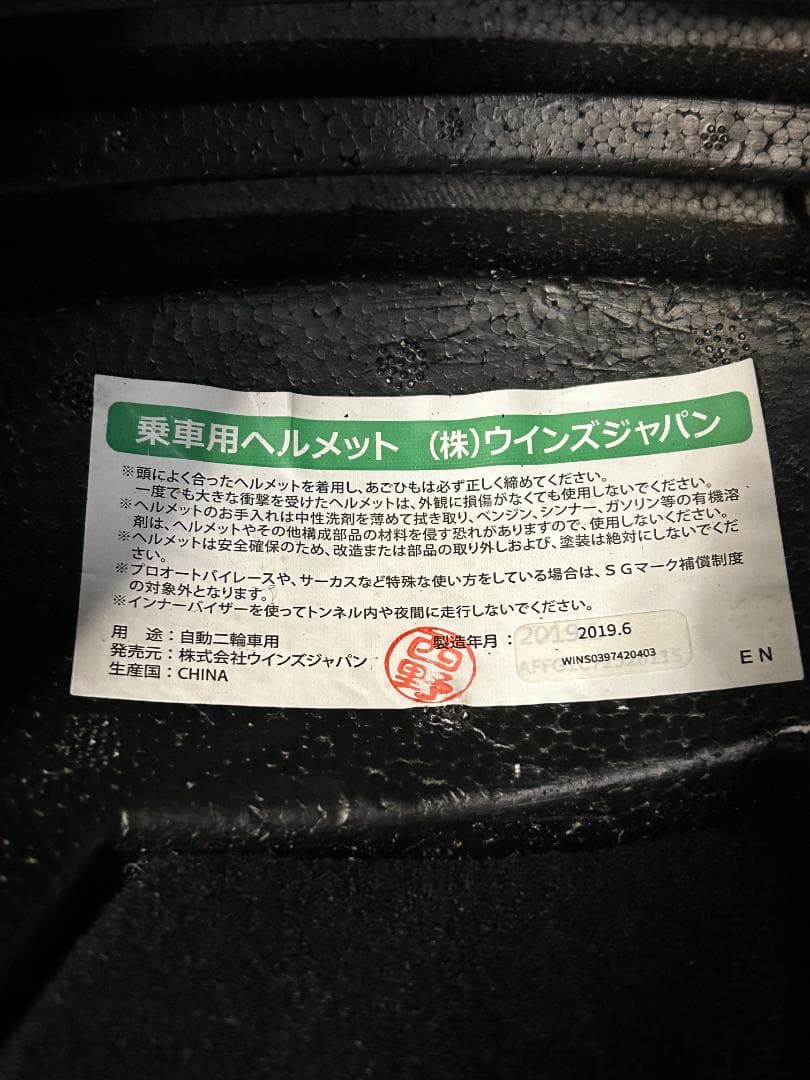 乗車用ヘルメット (株)ウインズジャパン
※頭によく合ったヘルメットを着用し、あごひもは必ず正しく締めてください。
一度でも大きな衝撃を受けたヘルメットは、外観に損傷がなくても使用しないでください。
※ヘルメットのお手入れは中性洗剤を薄めて拭き取り、ベンジン、シンナー、ガソリン等の有機溶
剤は、ヘルメットやその他構成部品の材料を侵す恐れがありますので、使用しないください。
※ヘルメットは安全確保のため、改造または部品の取り外しおよび、塗装は絶対にしないでくだ
さい。
※プロオートバイレースや、サーカスなど特殊な使い方をしている場合は、SGマーク補償制度
の対象外となります。
※インナーバイザーを使ってトンネル内や夜間に走行しないでください。
用 途：自動二輪車用
発売元：株式会社ウインズジャパン
生産国：CHINA
製造年月：2019.6
WINS0397420403
EN